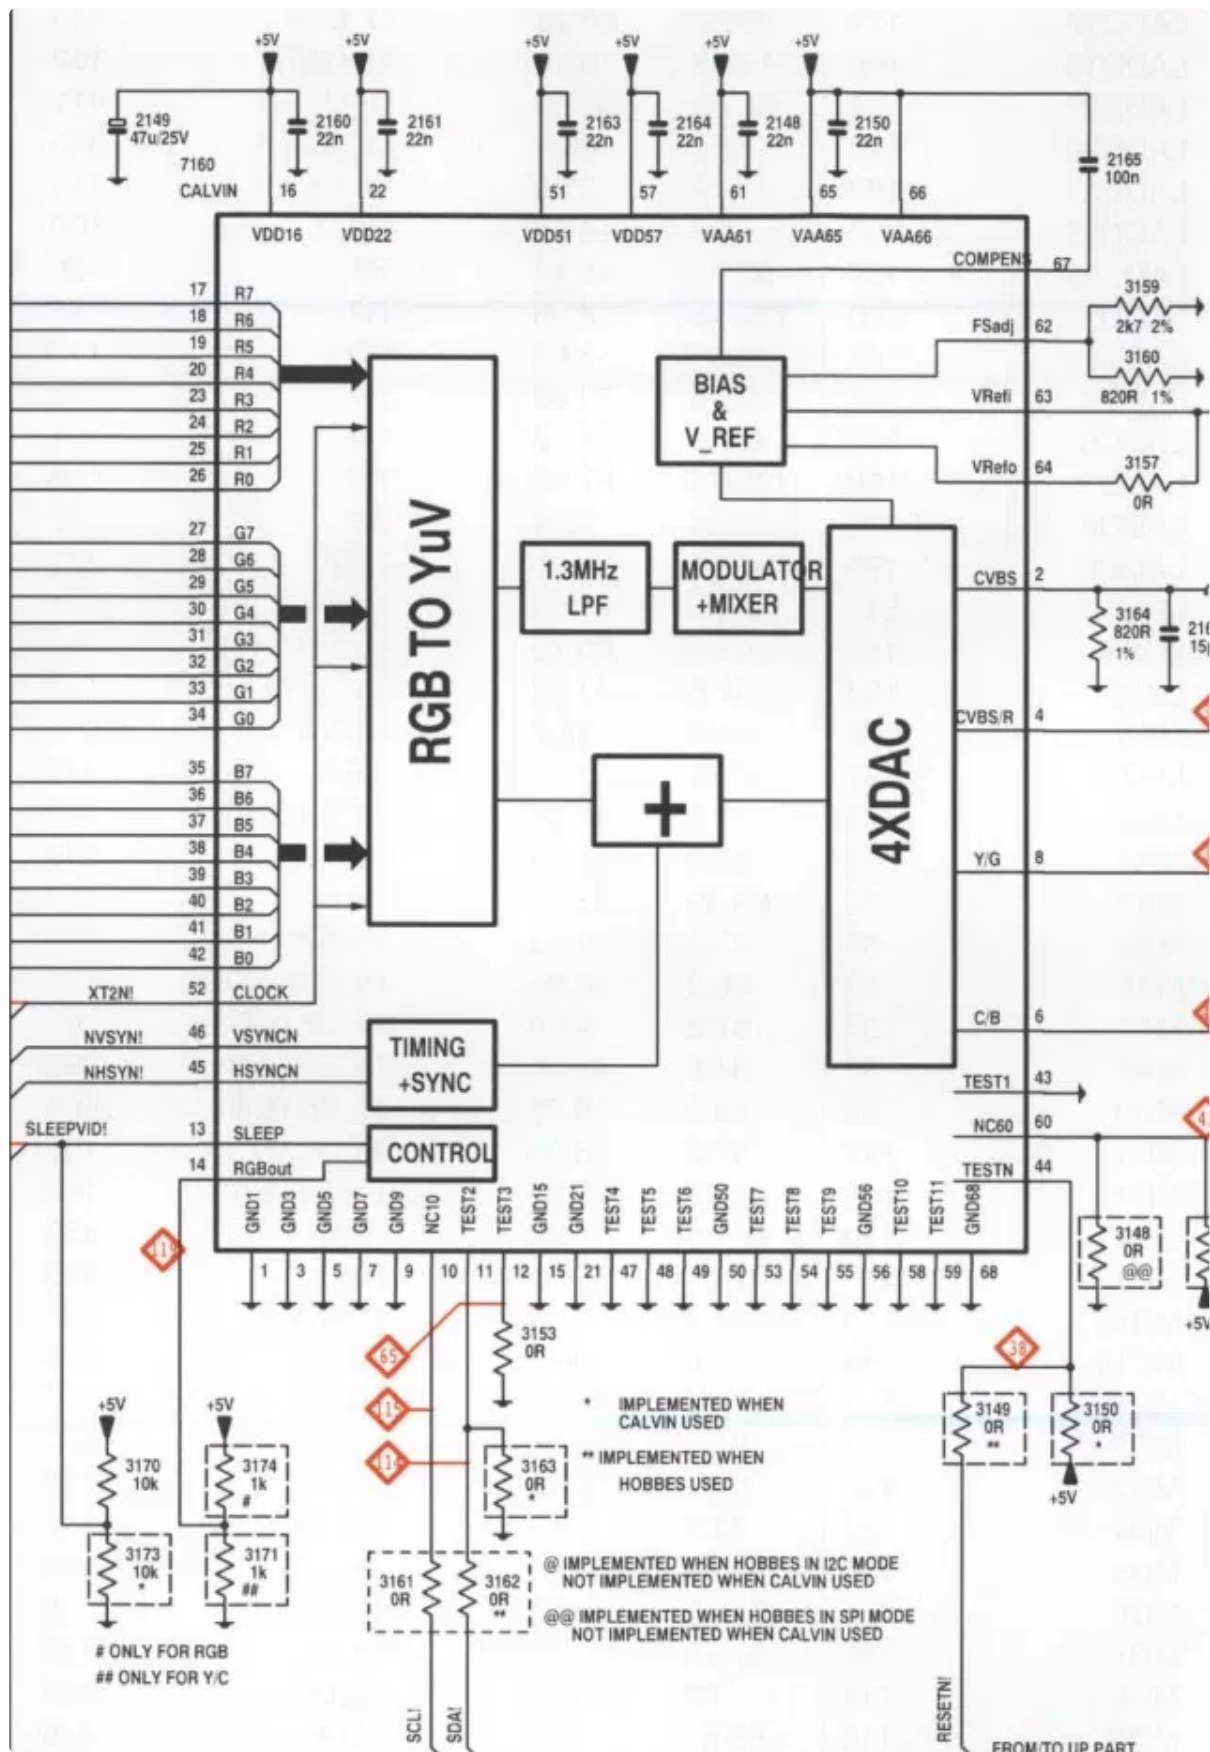 +5V +5V +5V +5V +5V +5V
2149
47u/25V
2160
22n
2161
22n
2163
22n
2164
22n
2148
22n
2150
22n
2165
100n
7160
CALVIN
16 22 51 57 61 65 66
VDD16 VDD22 VDD51 VDD57 VAA61 VAA65 VAA66
COMPENS 67
17 R7
18 R6
19 R5
20 R4
23 R3
24 R2
25 R1
26 R0
27 G7
28 G6
29 G5
30 G4
31 G3
32 G2
33 G1
34 G0
35 B7
36 B6
37 B5
38 B4
39 B3
40 B2
41 B1
42 B0
XT2N! 52 CLOCK
NVSYN! 46 VSYNCN
NHSYN! 45 HSYNCN
SLEEPVID! 13 SLEEP
14 RGBout
RGB TO YuV
BIAS
&
V_REF
1.3MHz
LPF
MODULATOR
+MIXER
+
4XDAC
TIMING
+SYNC
CONTROL
FSadj 62
3159
2k7 2%
3160
820R 1%
VRefi 63
VRefo 64
3157
0R
CVBS 2
3164
820R
1%
CVBS/R 4
Y/G 8
C/B 6
TEST1 43
NC60 60
TESTN 44
GND1 GND3 GND5 GND7 GND9 NC10 TEST2 TEST3 GND15 GND21 TEST4 TEST5 TEST6 GND50 TEST7 TEST8 TEST9 GND56 TEST10 TEST11 GND68
1 3 5 7 9 10 11 12 15 21 47 48 49 50 53 54 55 56 58 59 68
119
3148
0R
@@
+5V
65
115
114
38
3153
0R
3163
0R
*
* IMPLEMENTED WHEN
CALVIN USED
** IMPLEMENTED WHEN
HOBBES USED
3149
0R
**
3150
0R
*
+5V
+5V
3170
10k
3173
10k
*
+5V
3174
1k
#
3171
1k
##
# ONLY FOR RGB
## ONLY FOR Y/C
3161
0R
3162
0R
**
@ IMPLEMENTED WHEN HOBBES IN I2C MODE
NOT IMPLEMENTED WHEN CALVIN USED
@@ IMPLEMENTED WHEN HOBBES IN SPI MODE
NOT IMPLEMENTED WHEN CALVIN USED
SCL!
SDA!
RESETN!
FROM/TO UP PART